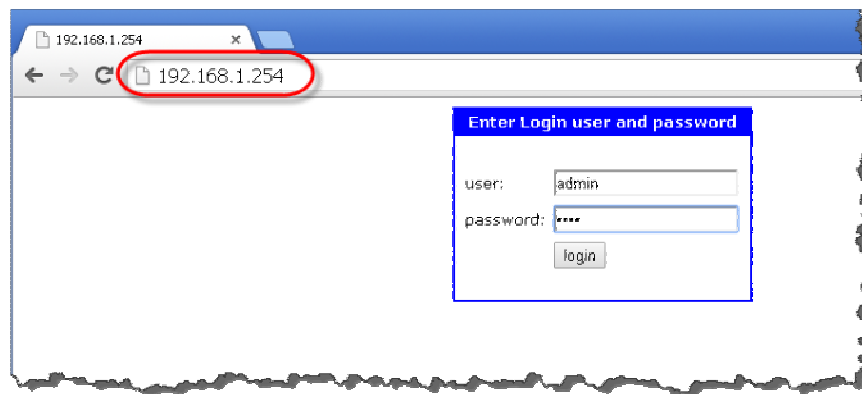 192.168.1.254
192.168.1.254
Enter Login user and password
user: admin
password: ••••
login